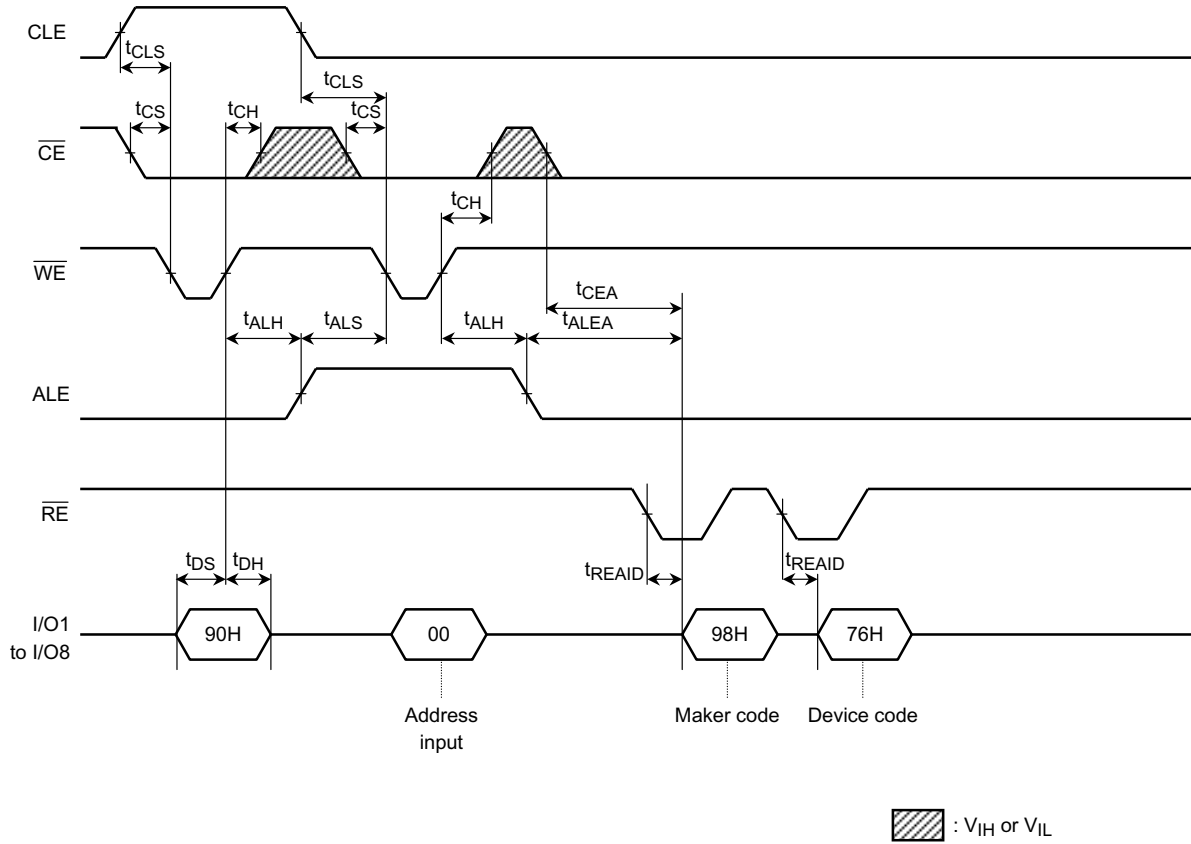 CLE
tCLS
tCLS
tCS
tCH
tCS
CE
tCH
WE
tCEA
tALH
tALS
tALH
tALEA
ALE
RE
tDS
tDH
tREAID
tREAID
I/O1
to I/O8
90H
00
98H
76H
Address
input
Maker code
Device code
: VIH or VIL